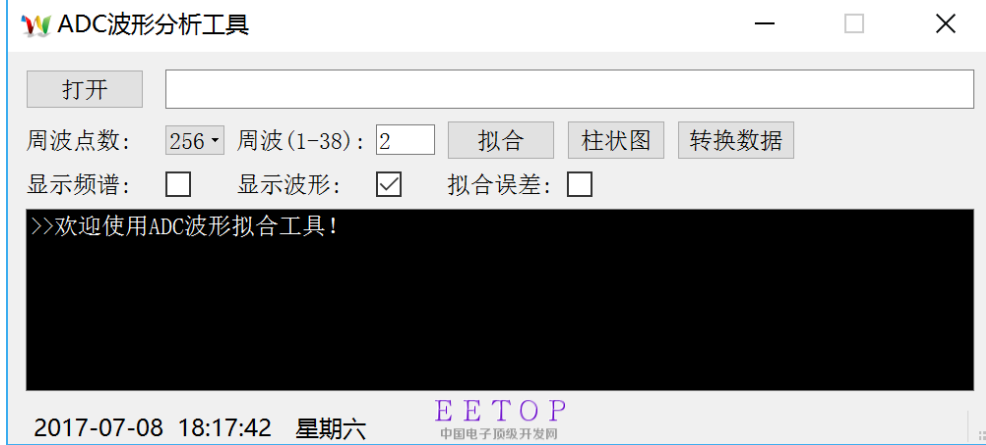 ADC波形分析工具
打开
周波点数: 256 周波(1-38): 2 拟合 柱状图 转换数据
显示频谱: 显示波形: 拟合误差:
>>欢迎使用ADC波形拟合工具!
2017-07-08 18:17:42 星期六
EETOP
中国电子顶级开发网